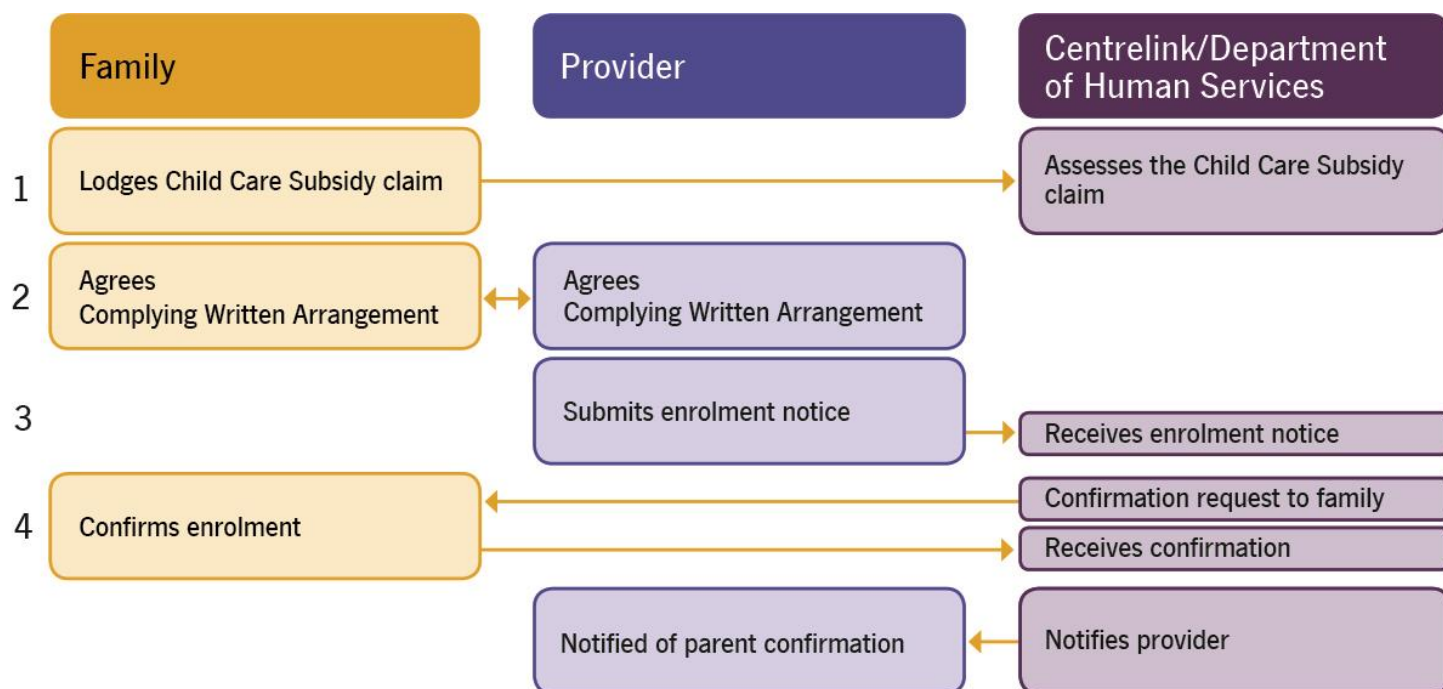 Family
Provider
Centrelink/Department
of Human Services
1
Lodges Child Care Subsidy claim
Assesses the Child Care Subsidy
claim
2
Agrees
Complying Written Arrangement
Agrees
Complying Written Arrangement
3
Submits enrolment notice
Receives enrolment notice
4
Confirms enrolment
Confirmation request to family
Receives confirmation
Notified of parent confirmation
Notifies provider